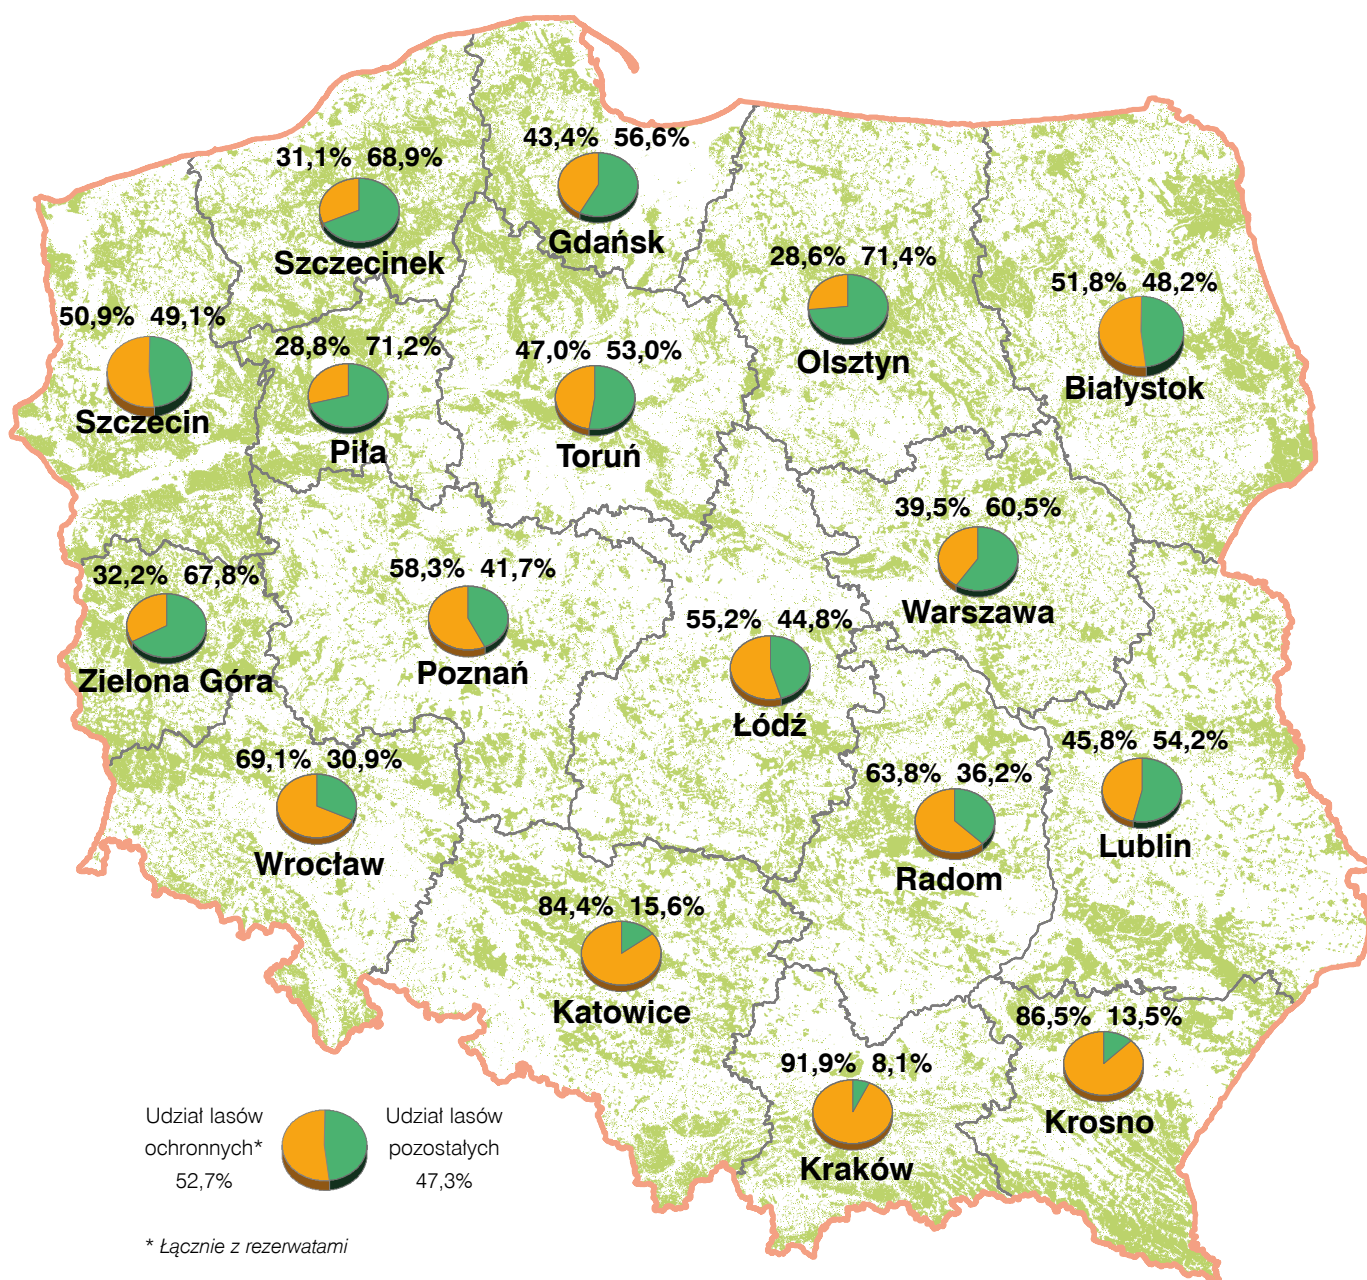 43,4% 56,6%
Gdańsk
31,1% 68,9%
Szczecinek
28,6% 71,4%
Olsztyn
51,8% 48,2%
Białystok
50,9% 49,1%
Szczecin
28,8% 71,2%
Piła
47,0% 53,0%
Toruń
39,5% 60,5%
Warszawa
32,2% 67,8%
Zielona Góra
58,3% 41,7%
Poznań
55,2% 44,8%
Łódź
69,1% 30,9%
Wrocław
63,8% 36,2%
Radom
45,8% 54,2%
Lublin
84,4% 15,6%
Katowice
86,5% 13,5%
Krosno
91,9% 8,1%
Kraków
Udział lasów
ochronnych*
52,7%
Udział lasów
pozostałych
47,3%
* Łącznie z rezerwatami